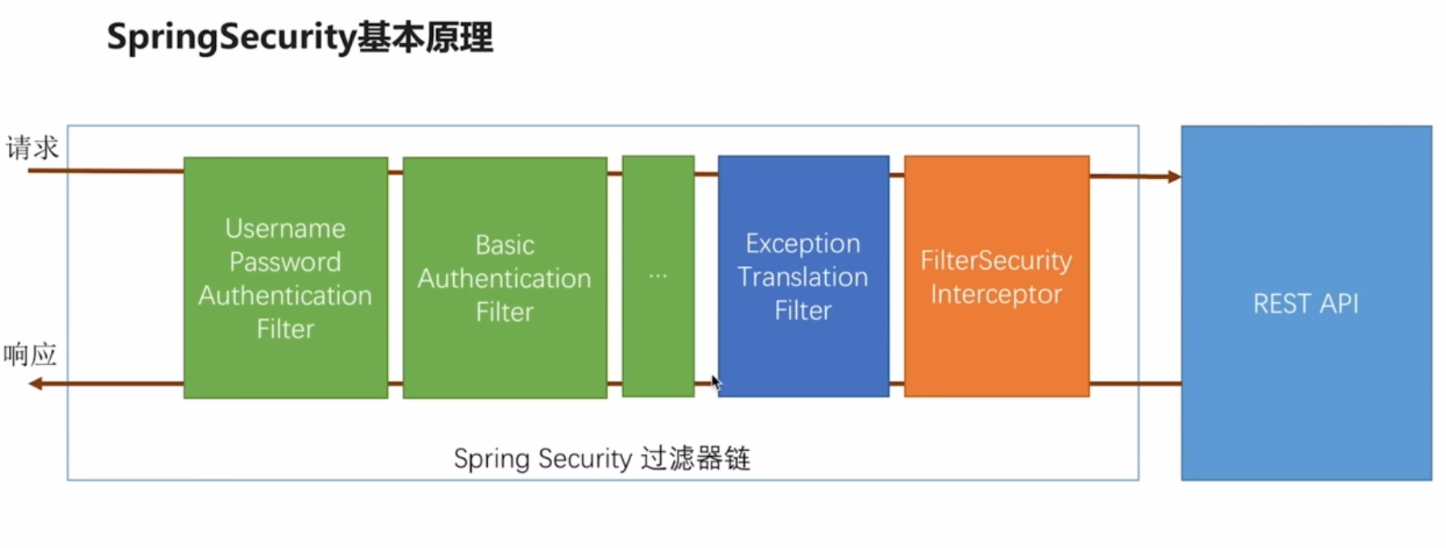 SpringSecurity基本原理
请求
响应
Username
Password
Authentication
Filter
Basic
Authentication
Filter
...
Exception
Translation
Filter
FilterSecurity
Interceptor
REST API
Spring Security 过滤器链